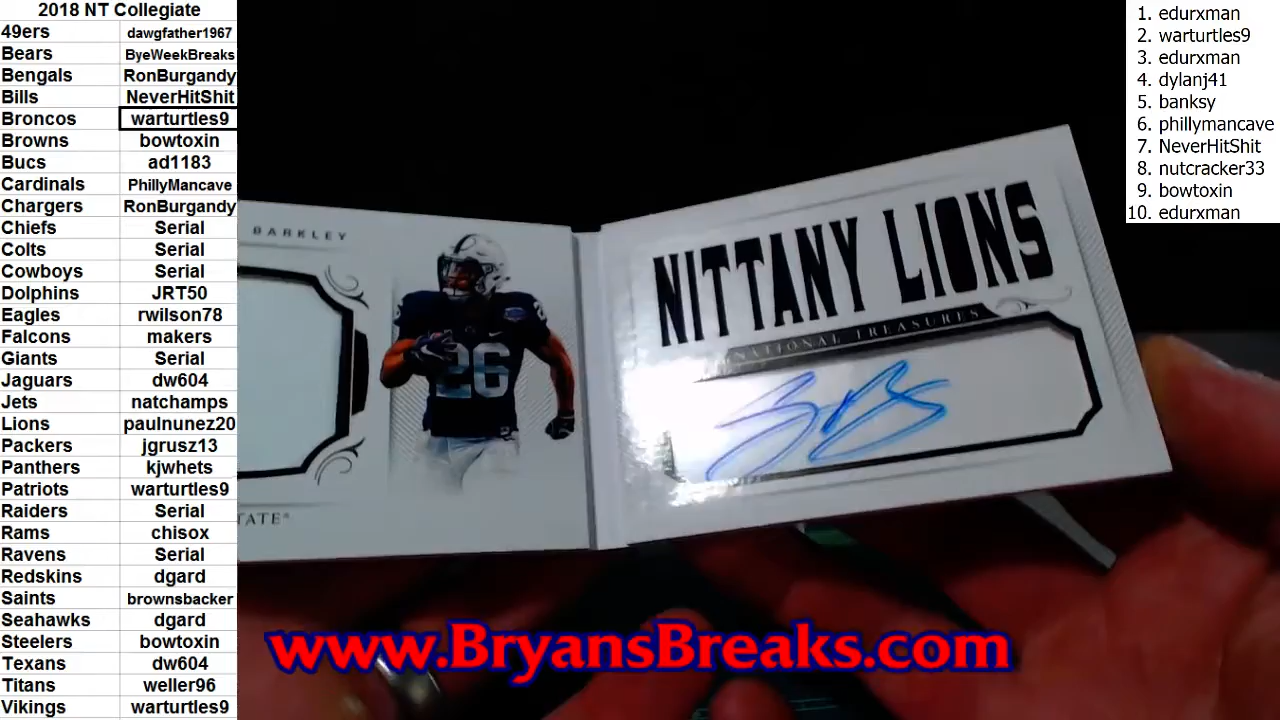 2018 NT Collegiate
49ers dawgfather1967
Bears ByeWeekBreaks
Bengals RonBurgandy
Bills NeverHitShit
Broncos warturtles9
Browns bowtoxin
Bucs ad1183
Cardinals PhillyMancave
Chargers RonBurgandy
Chiefs Serial
Colts Serial
Cowboys Serial
Dolphins JRT50
Eagles rwilson78
Falcons makers
Giants Serial
Jaguars dw604
Jets natchamps
Lions paulnunez20
Packers jgrusz13
Panthers kjwhets
Patriots warturtles9
Raiders Serial
Rams chisox
Ravens Serial
Redskins dgard
Saints brownsbacker
Seahawks dgard
Steelers bowtoxin
Texans dw604
Titans weller96
Vikings warturtles9
BARKLEY
26
TATE
NITTANY LIONS
NATIONAL TREASURES
www.BryansBreaks.com
1. edurxman
2. warturtles9
3. edurxman
4. dylanj41
5. banksy
6. phillymancave
7. NeverHitShit
8. nutcracker33
9. bowtoxin
10. edurxman